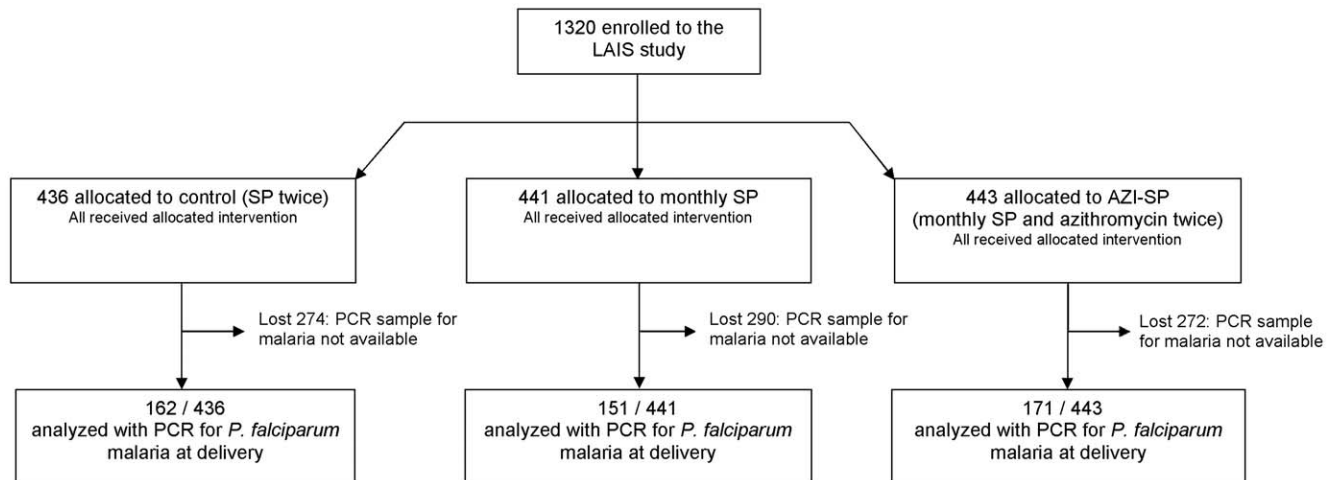 1320 enrolled to the
LAIS study
436 allocated to control (SP twice)
All received allocated intervention
441 allocated to monthly SP
All received allocated intervention
443 allocated to AZI-SP
(monthly SP and azithromycin twice)
All received allocated intervention
Lost 274: PCR sample for
malaria not available
Lost 290: PCR sample for
malaria not available
Lost 272: PCR sample
for malaria not available
162 / 436
analyzed with PCR for P. falciparum
malaria at delivery
151 / 441
analyzed with PCR for P. falciparum
malaria at delivery
171 / 443
analyzed with PCR for P. falciparum
malaria at delivery